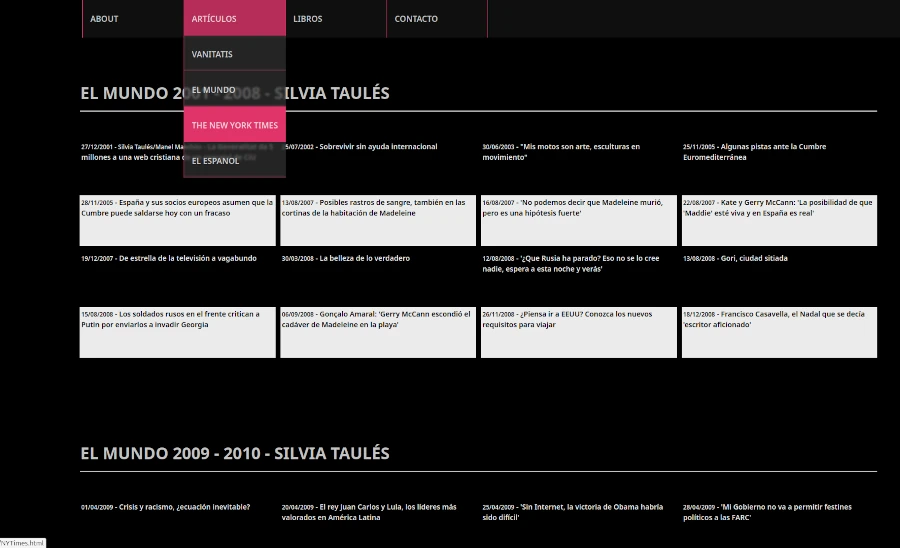 ABOUT
ARTÍCULOS
LIBROS
CONTACTO
VANITATIS
EL MUNDO
THE NEW YORK TIMES
EL ESPAÑOL
EL MUNDO 2001 - 2008 - SILVIA TAULÉS
27/12/2001 - Silvia Taulés/Manel
millones a una web cristiana
5/07/2002 - Sobrevivir sin ayuda internacional
30/06/2003 - "Mis motos son arte, esculturas en
movimiento"
25/11/2005 - Algunas pistas ante la Cumbre
Euromediterránea
28/11/2005 - España y sus socios europeos asumen que la
Cumbre puede saldarse hoy con un fracaso
13/08/2007 - Posibles rastros de sangre, también en las
cortinas de la habitación de Madeleine
16/08/2007 - 'No podemos decir que Madeleine murió,
pero es una hipótesis fuerte'
22/08/2007 - Kate y Gerry McCann: 'La posibilidad de que
'Maddie' esté viva y en España es real'
19/12/2007 - De estrella de la televisión a vagabundo
30/03/2008 - La belleza de lo verdadero
12/08/2008 - '¿Que Rusia ha parado? Eso no se lo cree
nadie, espera a esta noche y verás'
13/08/2008 - Gori, ciudad sitiada
15/08/2008 - Los soldados rusos en el frente critican a
Putin por enviarlos a invadir Georgia
06/09/2008 - Gonçalo Amaral: 'Gerry McCann escondió el
cadáver de Madeleine en la playa'
26/11/2008 - ¿Piensa ir a EEUU? Conozca los nuevos
requisitos para viajar
18/12/2008 - Francisco Casavella, el Nadal que se decía
'escritor aficionado'
EL MUNDO 2009 - 2010 - SILVIA TAULÉS
01/04/2009 - Crisis y racismo, ¿ecuación inevitable?
20/04/2009 - El rey Juan Carlos y Lula, los líderes más
valorados en América Latina
25/04/2009 - 'Sin Internet, la victoria de Obama habría
sido difícil'
28/04/2009 - 'Mi Gobierno no va a permitir festines
políticos a las FARC'
/NYTimes.html